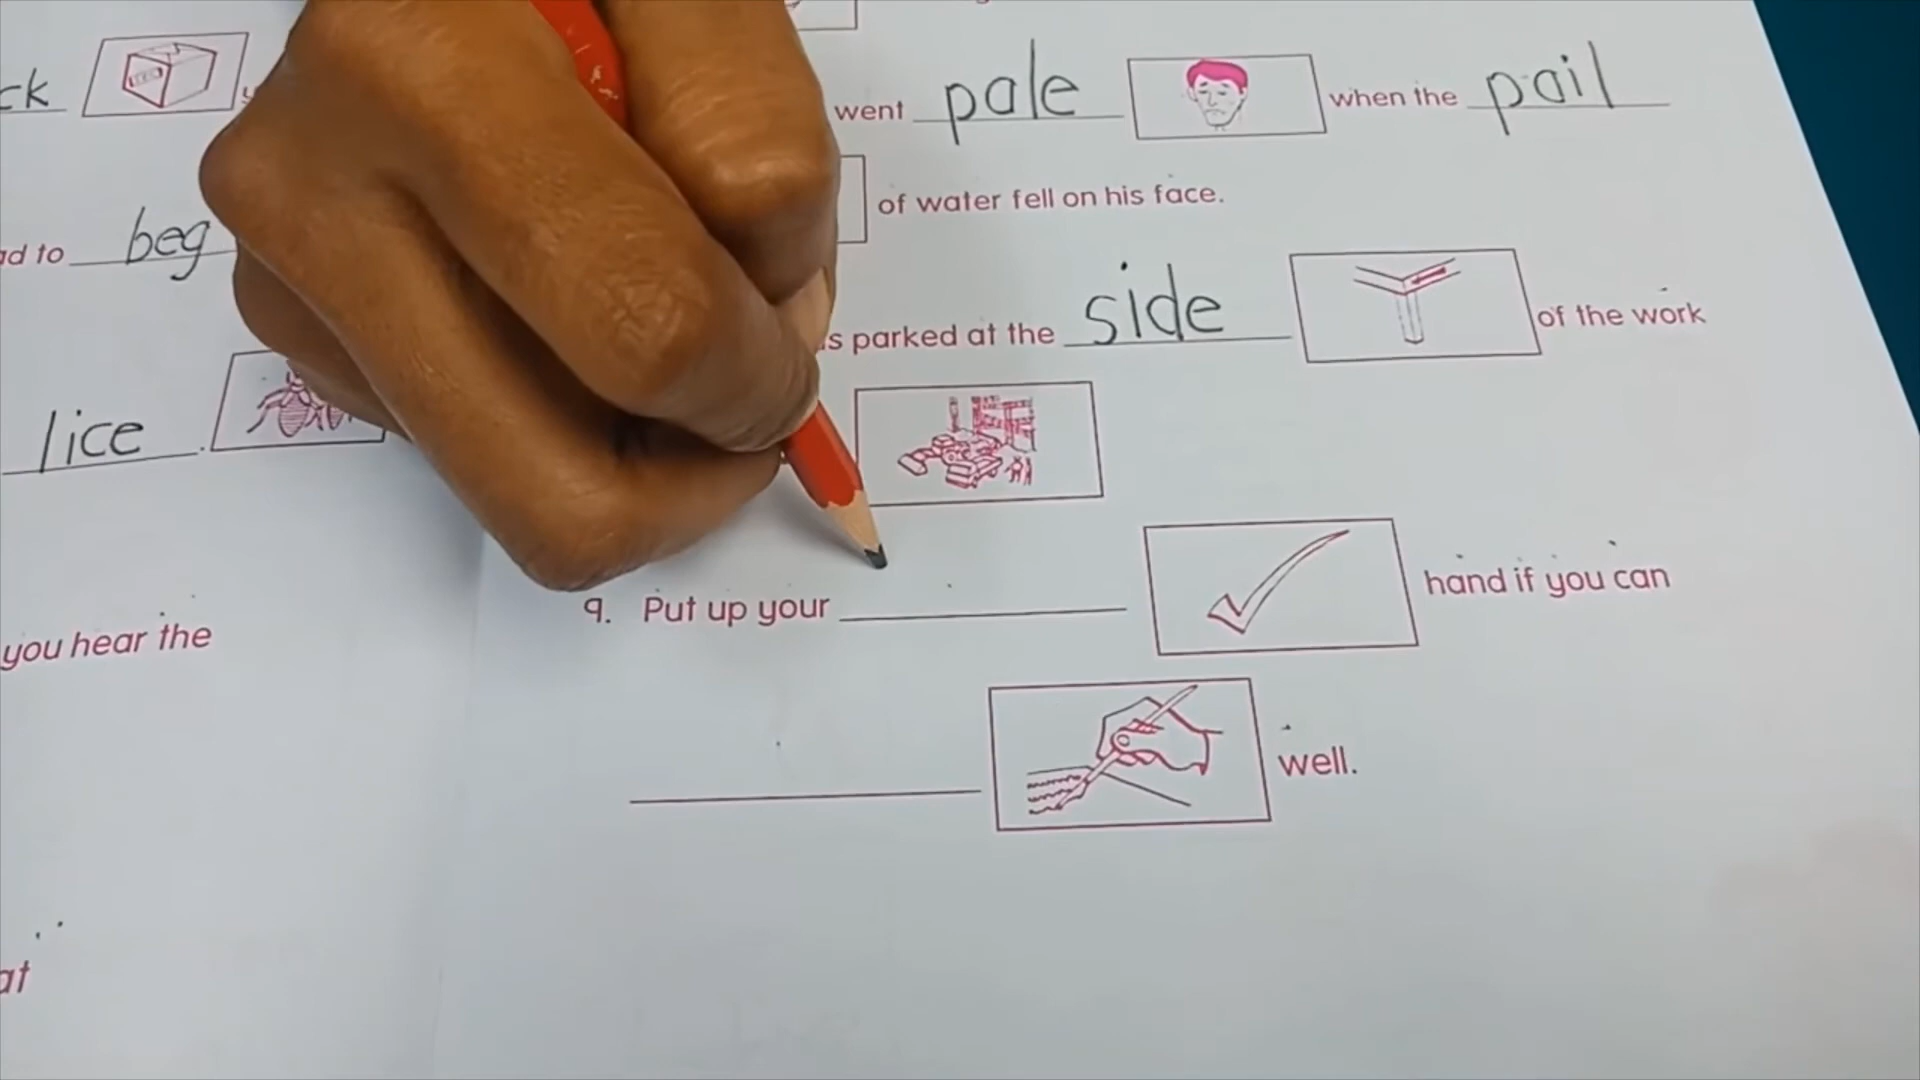 ck
went pale when the pail
ad to beg
of water fell on his face.
parked at the side of the work
lice.
9. Put up your hand if you can
you hear the
well.
at